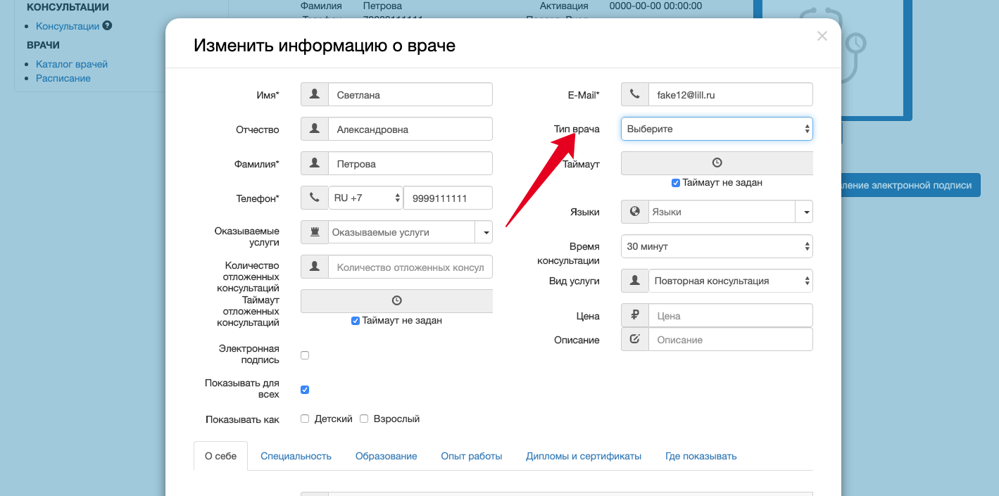 КОНСУЛЬТАЦИИ
Консультации
ВРАЧИ
Каталог врачей
Расписание
Фамилия Петрова Активация 0000-00-00 00:00:00
Изменить информацию о враче
Имя* Светлана
Отчество Александровна
Фамилия* Петрова
Телефон* RU +7 9999111111
Оказываемые
услуги
Оказываемые услуги
Количество
отложенных
консультаций
Количество отложенных консул
Таймаут
отложенных
консультаций
Таймаут не задан
Электронная
подпись
Показывать для
всех
Показывать как Детский Взрослый
E-Mail* fake12@lill.ru
Тип врача Выберите
Таймаут
Таймаут не задан
Языки Языки
Время
консультации
30 минут
Вид услуги Повторная консультация
Цена Цена
Описание Описание
вление электронной подписи
О себе Специальность Образование Опыт работы Дипломы и сертификаты Где показывать